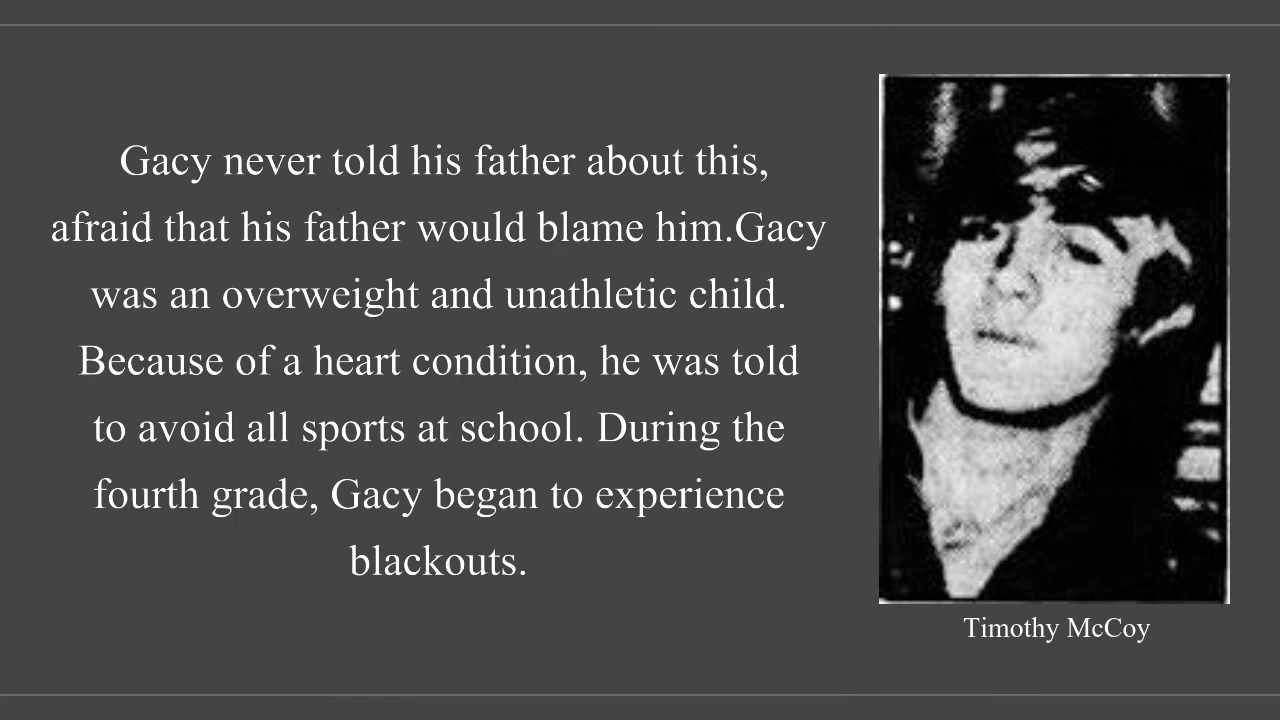 Gacy never told his father about this,
afraid that his father would blame him.Gacy
was an overweight and unathletic child.
Because of a heart condition, he was told
to avoid all sports at school. During the
fourth grade, Gacy began to experience
blackouts.
Timothy McCoy